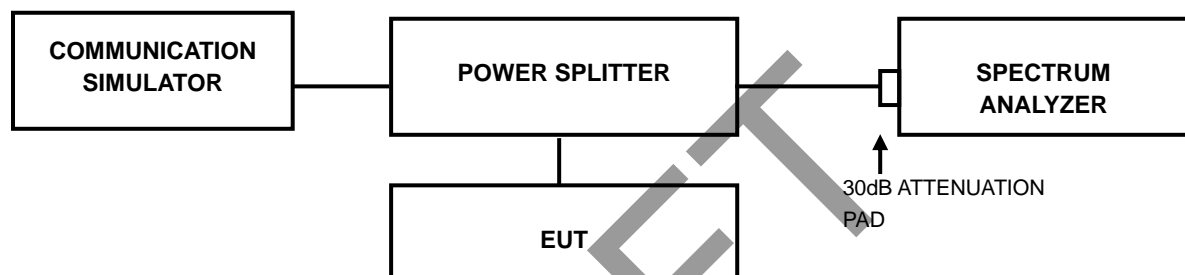 COMMUNICATION
SIMULATOR
POWER SPLITTER
SPECTRUM
ANALYZER
30dB ATTENUATION
PAD
EUT